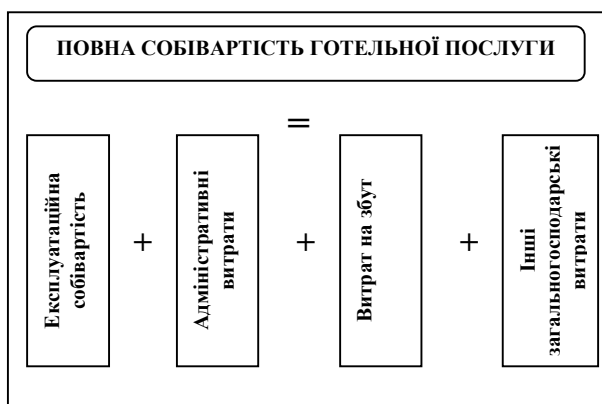 ПОВНА СОБІВАРТІСТЬ ГОТЕЛЬНОЇ ПОСЛУГИ
=
Експлуатаційна
собівартість
+
Адміністративні
витрати
+
Витрат на збут
+
Інші
загальногосподарські
витрати